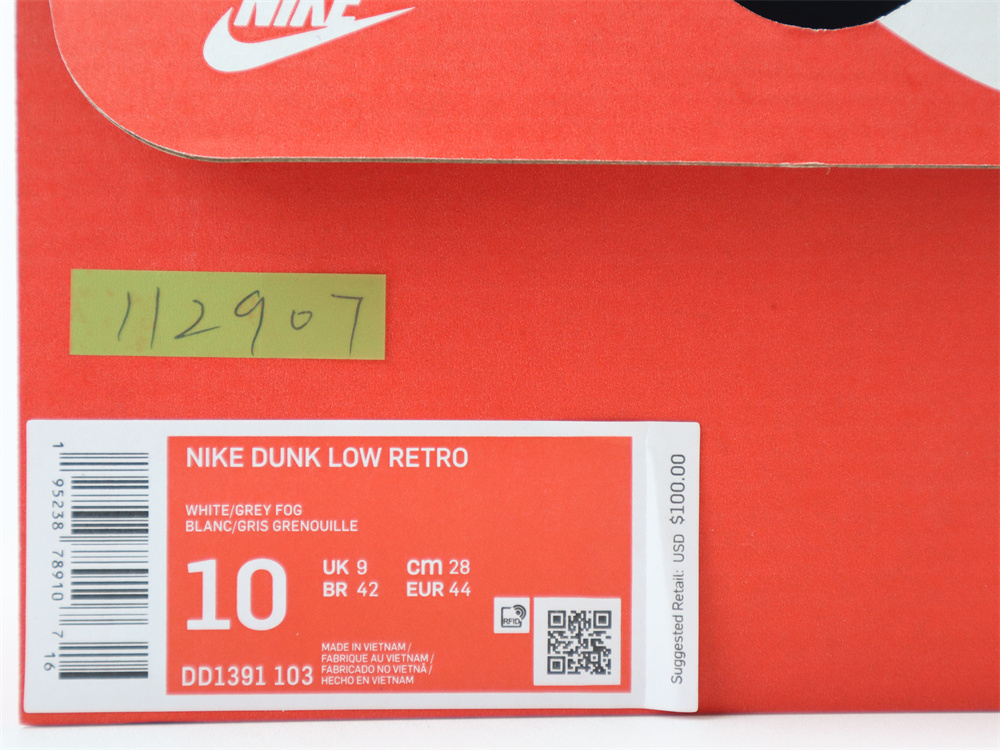 NIKE
112907
NIKE DUNK LOW RETRO
WHITE/GREY FOG
BLANC/GRIS GRENOUILLE
10
UK 9 cm 28
BR 42 EUR 44
RFID
DD1391 103
MADE IN VIETNAM /
FABRIQUE AU VIETNAM /
FABRICADO NO VIETNÃ /
HECHO EN VIETNAM
1 95238 78910 7 16
Suggested Retail: USD $100.00